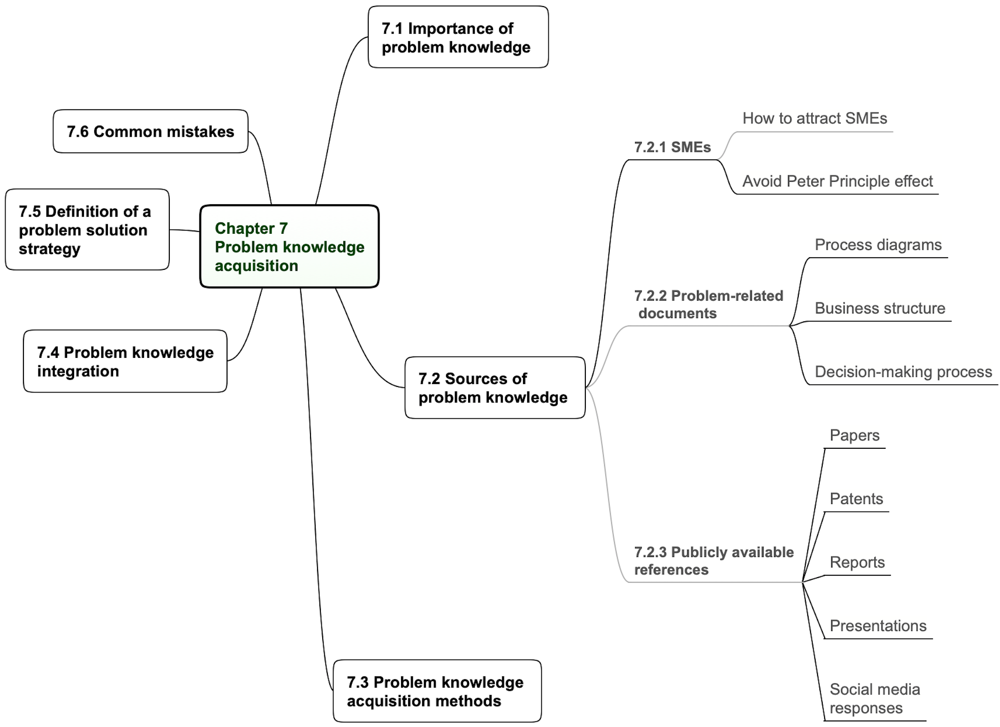 7.1 Importance of
problem knowledge
7.6 Common mistakes
7.5 Definition of a
problem solution
strategy
Chapter 7
Problem knowledge
acquisition
7.4 Problem knowledge
integration
7.2 Sources of
problem knowledge
7.2.1 SMEs
How to attract SMEs
Avoid Peter Principle effect
7.2.2 Problem-related
documents
Process diagrams
Business structure
Decision-making process
7.2.3 Publicly available
references
Papers
Patents
Reports
Presentations
Social media
responses
7.3 Problem knowledge
acquisition methods